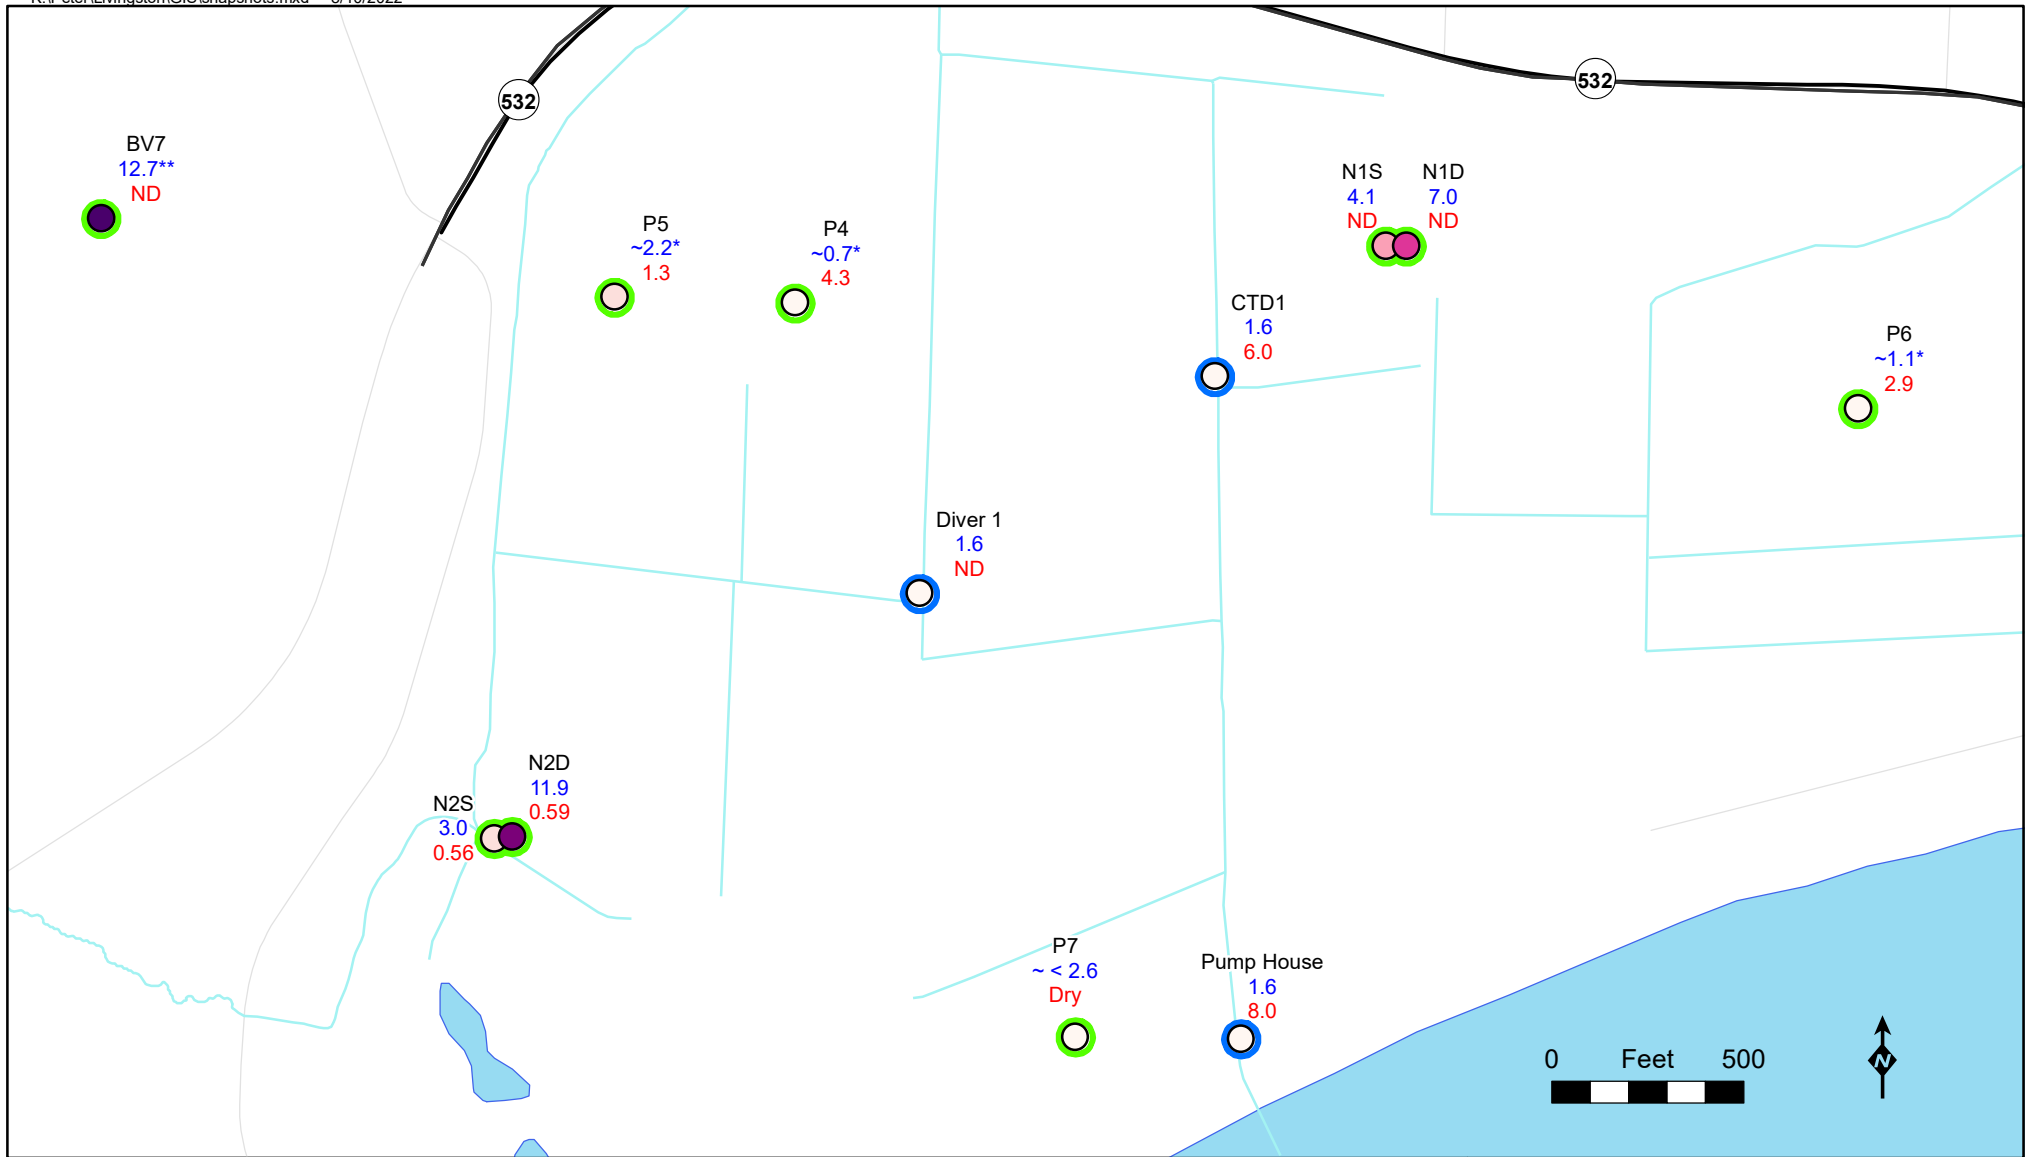 532
532
BV7
12.7**
ND
N1S
4.1
ND
N1D
7.0
ND
P5
~2.2*
1.3
P4
~0.7*
4.3
CTD1
1.6
6.0
P6
~1.1*
2.9
Diver 1
1.6
ND
N2D
11.9
0.59
N2S
3.0
0.56
P7
~ < 2.6
Dry
Pump House
1.6
8.0
0 Feet 500
N